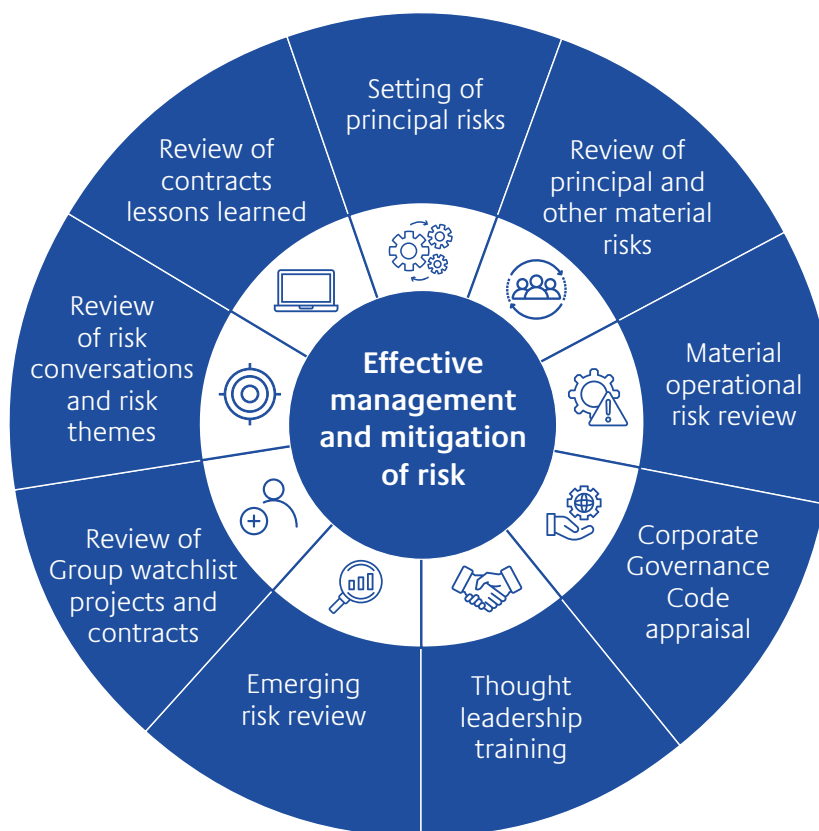 Setting of
principal risks
Review of
principal and
other material
risks
Material
operational
risk review
Corporate
Governance
Code
appraisal
Thought
leadership
training
Emerging
risk review
Review of
Group watchlist
projects and
contracts
Review
of risk
conversations
and risk
themes
Review of
contracts
lessons learned
Effective
management
and mitigation
of risk